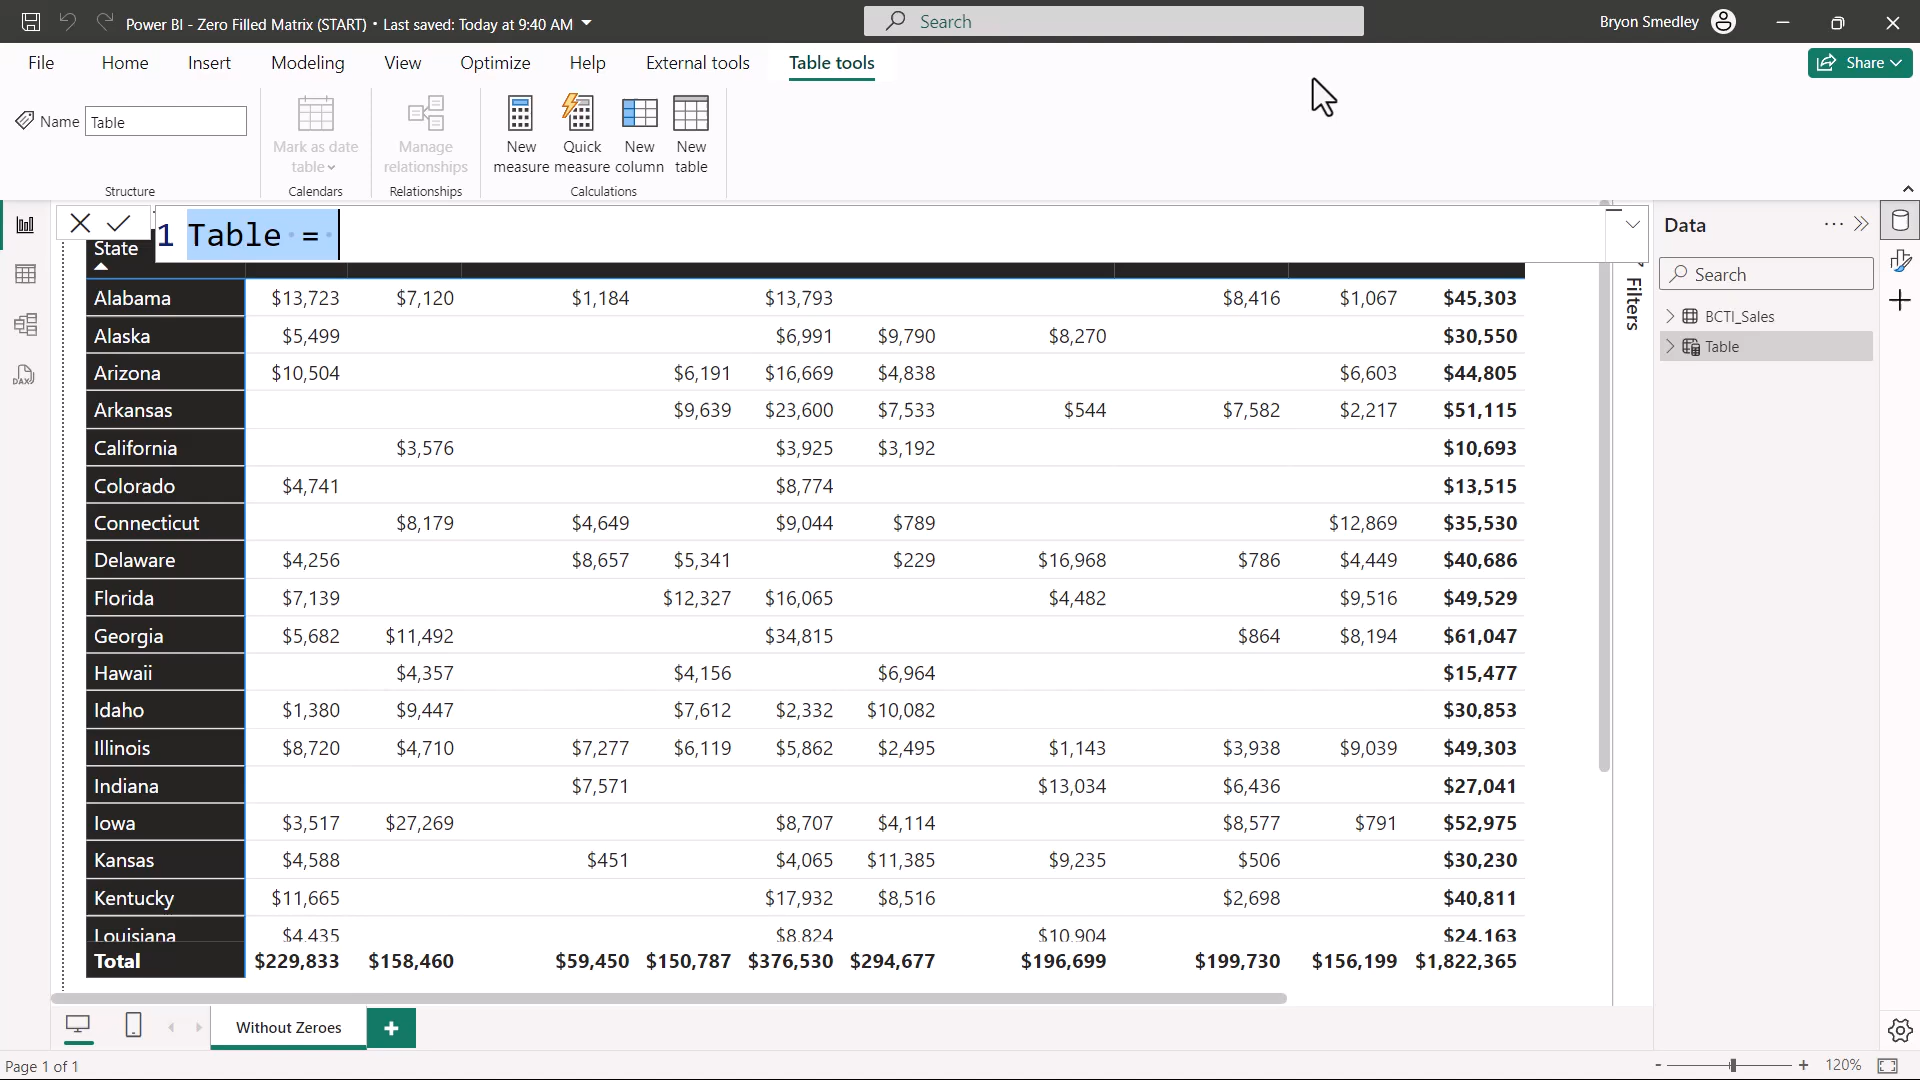 Power BI - Zero Filled Matrix (START) • Last saved: Today at 9:40 AM
Search
Bryon Smedley
File Home Insert Modeling View Optimize Help External tools Table tools
Share
Name Table
Mark as date table
Manage relationships
New measure
Quick measure
New column
New table
Structure Calendars Relationships Calculations
1 Table =
State
Alabama $13,723 $7,120 $1,184 $13,793 $8,416 $1,067 $45,303
Alaska $5,499 $6,991 $9,790 $8,270 $30,550
Arizona $10,504 $6,191 $16,669 $4,838 $6,603 $44,805
Arkansas $9,639 $23,600 $7,533 $544 $7,582 $2,217 $51,115
California $3,576 $3,925 $3,192 $10,693
Colorado $4,741 $8,774 $13,515
Connecticut $8,179 $4,649 $9,044 $789 $12,869 $35,530
Delaware $4,256 $8,657 $5,341 $229 $16,968 $786 $4,449 $40,686
Florida $7,139 $12,327 $16,065 $4,482 $9,516 $49,529
Georgia $5,682 $11,492 $34,815 $864 $8,194 $61,047
Hawaii $4,357 $4,156 $6,964 $15,477
Idaho $1,380 $9,447 $7,612 $2,332 $10,082 $30,853
Illinois $8,720 $4,710 $7,277 $6,119 $5,862 $2,495 $1,143 $3,938 $9,039 $49,303
Indiana $7,571 $13,034 $6,436 $27,041
Iowa $3,517 $27,269 $8,707 $4,114 $8,577 $791 $52,975
Kansas $4,588 $451 $4,065 $11,385 $9,235 $506 $30,230
Kentucky $11,665 $17,932 $8,516 $2,698 $40,811
Louisiana $4,435 $8,824 $10,904 $24,163
Total $229,833 $158,460 $59,450 $150,787 $376,530 $294,677 $196,699 $199,730 $156,199 $1,822,365
Filters
Data
Search
BCTI_Sales
Table
DAX
Without Zeroes
Page 1 of 1
- + 120%